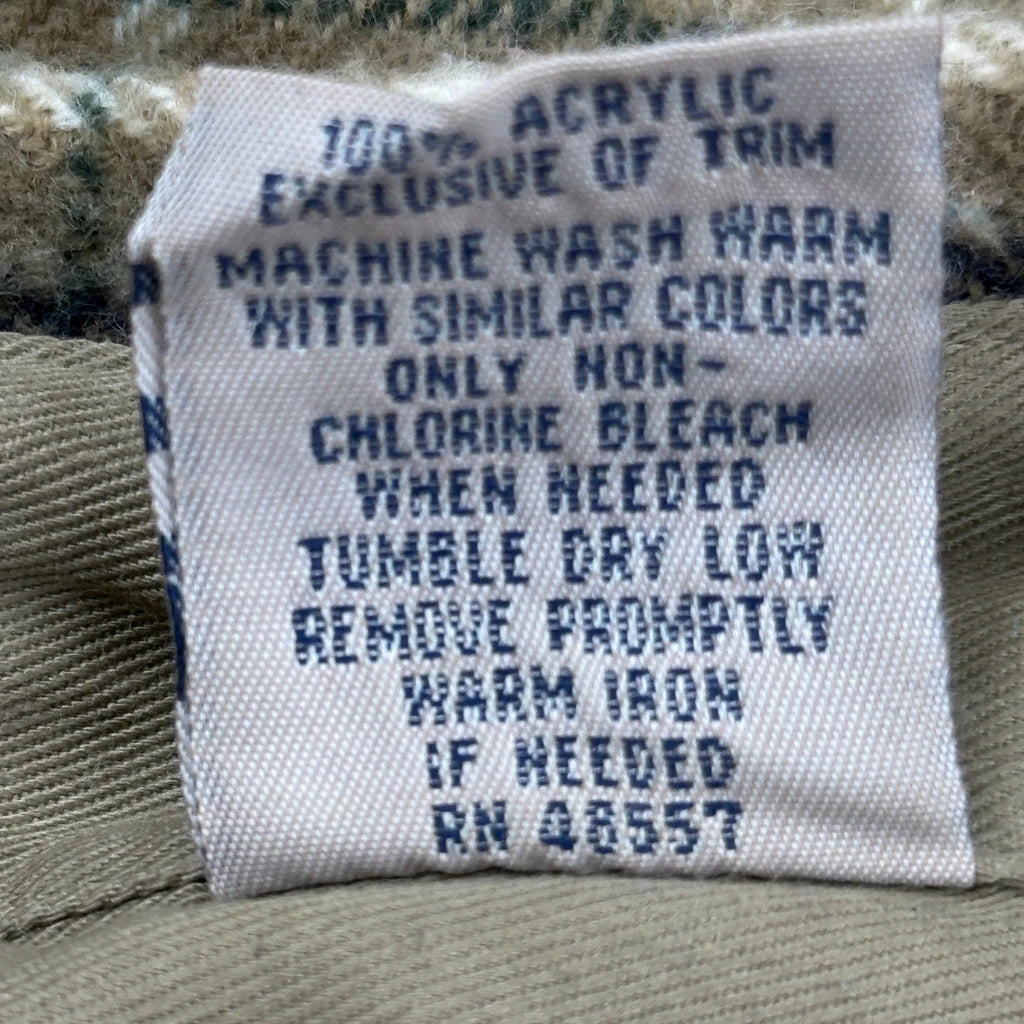 100% ACRYLIC
EXCLUSIVE OF TRIM
MACHINE WASH WARM
WITH SIMILAR COLORS
ONLY NON-
CHLORINE BLEACH
WHEN NEEDED
TUMBLE DRY LOW
REMOVE PROMPTLY
WARM IRON
IF NEEDED
RN 46557